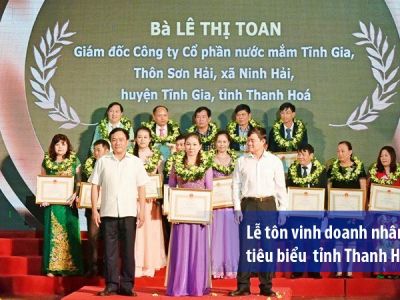 Bà LÊ THỊ TOAN
Giám đốc Công ty Cổ phần nước mắm Tĩnh Gia,
Thôn Sơn Hải, xã Ninh Hải,
huyện Tĩnh Gia, tỉnh Thanh Hoá
Lễ tôn vinh doanh nhân
tiêu biểu tỉnh Thanh H